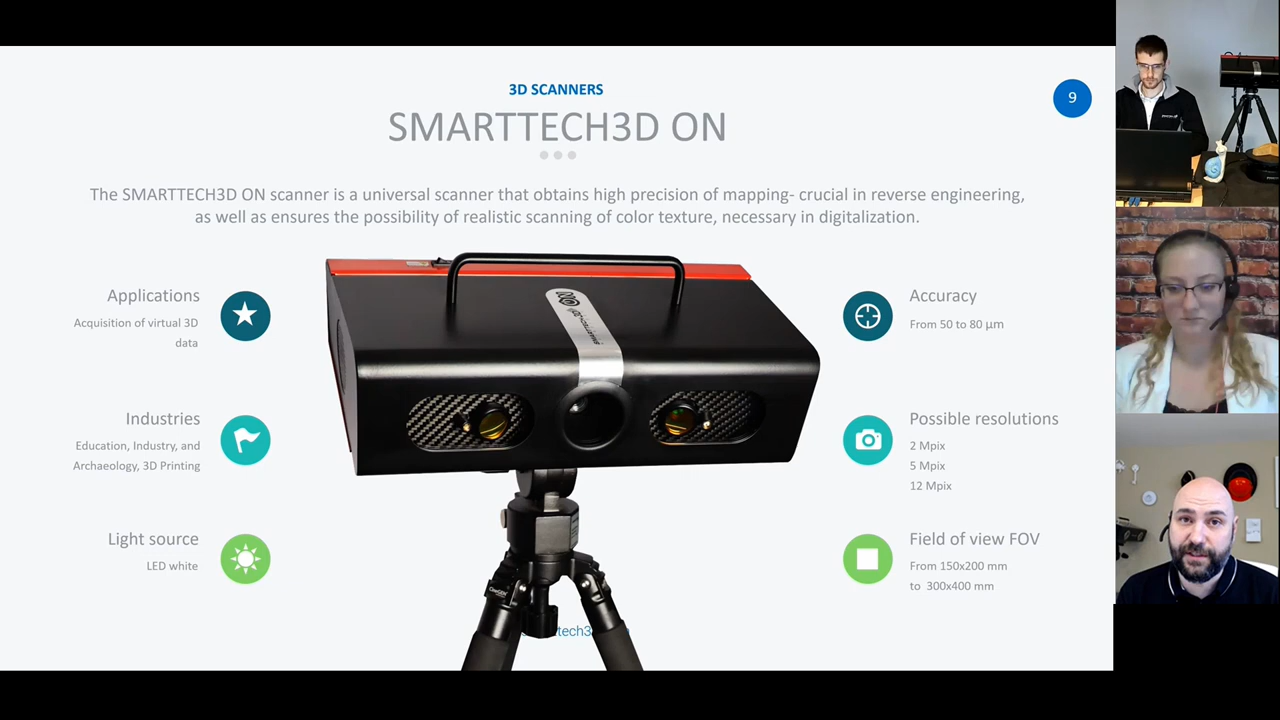 3D SCANNERS
9
SMARTTECH3D ON
The SMARTTECH3D ON scanner is a universal scanner that obtains high precision of mapping- crucial in reverse engineering,
as well as ensures the possibility of realistic scanning of color texture, necessary in digitalization.
Applications
Acquisition of virtual 3D
data
Industries
Education, Industry, and
Archaeology, 3D Printing
Light source
LED white
ON
Accuracy
From 50 to 80 µm
Possible resolutions
2 Mpix
5 Mpix
12 Mpix
Field of view FOV
From 150x200 mm
to 300x400 mm